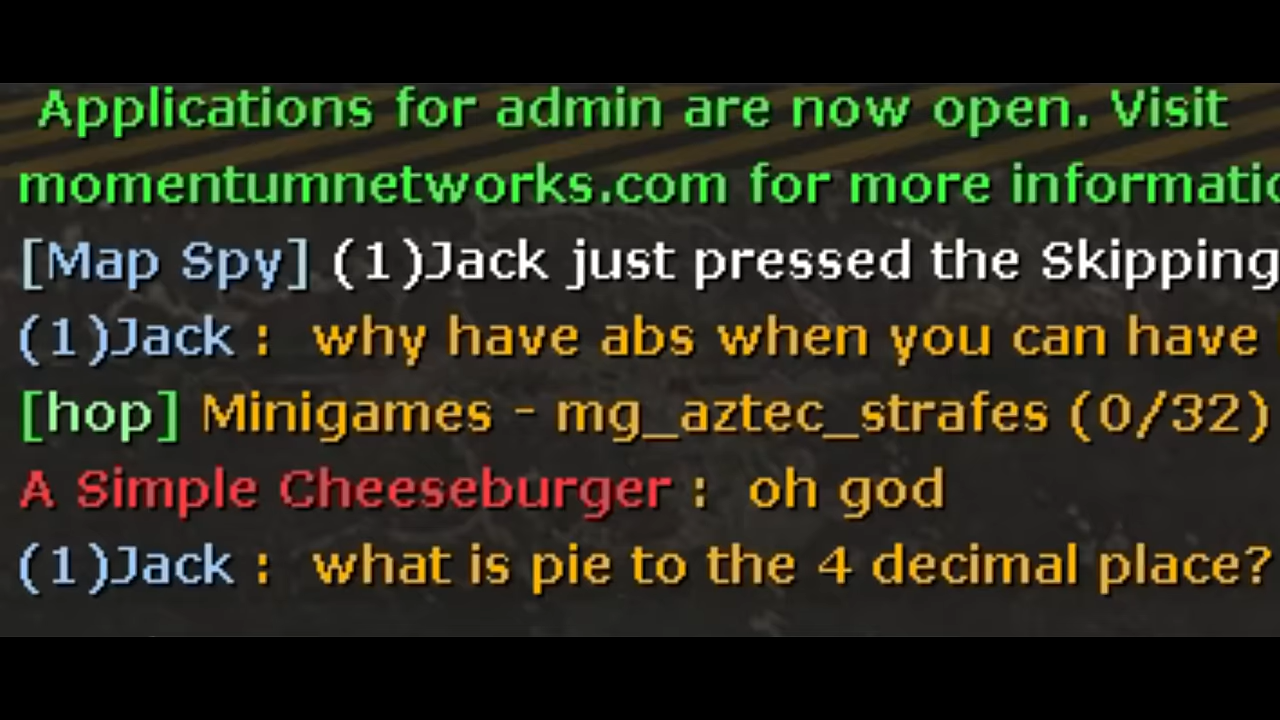 Applications for admin are now open. Visit
momentumnetworks.com for more informatio
[Map Spy] (1)Jack just pressed the Skipping
(1)Jack :  why have abs when you can have
[hop] Minigames - mg_aztec_strafes (0/32)
A Simple Cheeseburger :  oh god
(1)Jack :  what is pie to the 4 decimal place?